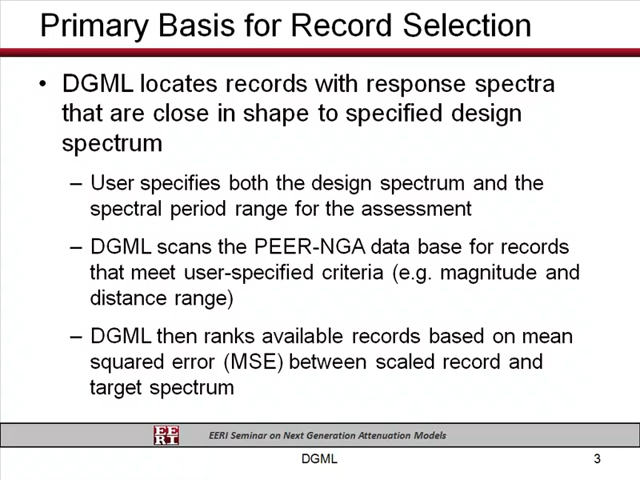 Primary Basis for Record Selection
• DGML locates records with response spectra
that are close in shape to specified design
spectrum
– User specifies both the design spectrum and the
spectral period range for the assessment
– DGML scans the PEER-NGA data base for records
that meet user-specified criteria (e.g. magnitude and
distance range)
– DGML then ranks available records based on mean
squared error (MSE) between scaled record and
target spectrum
EE
RI
EERI Seminar on Next Generation Attenuation Models
DGML
3